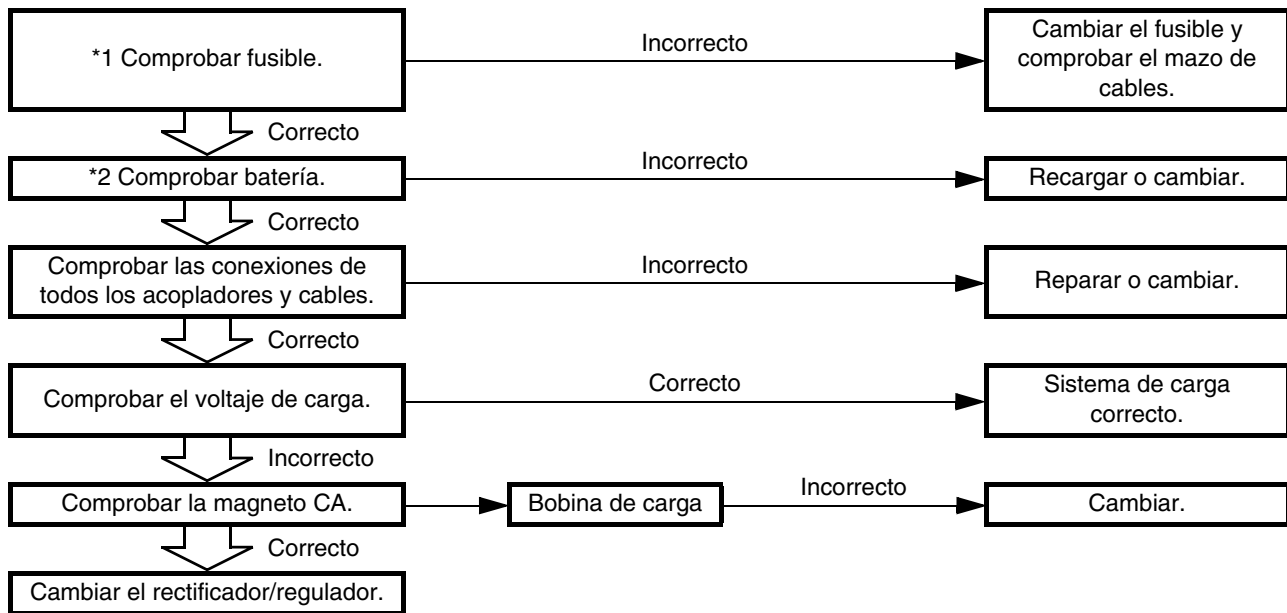 *1 Comprobar fusible.
Incorrecto
Cambiar el fusible y
comprobar el mazo de
cables.
Correcto
*2 Comprobar batería.
Incorrecto
Recargar o cambiar.
Correcto
Comprobar las conexiones de
todos los acopladores y cables.
Incorrecto
Reparar o cambiar.
Correcto
Comprobar el voltaje de carga.
Correcto
Sistema de carga
correcto.
Incorrecto
Comprobar la magneto CA.
Bobina de carga
Incorrecto
Cambiar.
Correcto
Cambiar el rectificador/regulador.